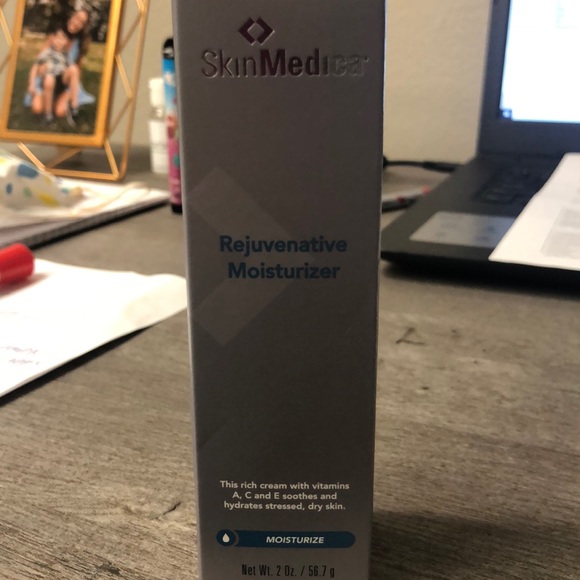 SkinMedica
Rejuvenative
Moisturizer
This rich cream with vitamins
A, C and E soothes and
hydrates stressed, dry skin.
MOISTURIZE
Net Wt. 2 Oz. / 56.7 g